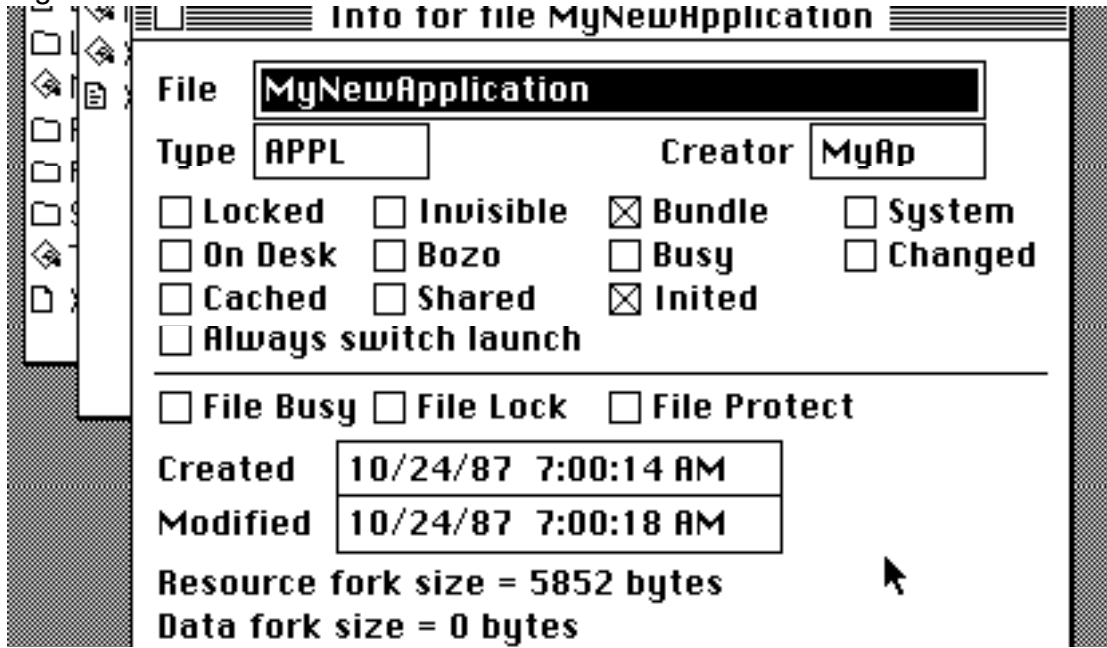 Info for file MyNewApplication
File MyNewApplication
Type APPL Creator MyAp
Locked Invisible Bundle System
On Desk Bozo Busy Changed
Cached Shared Inited
Always switch launch
File Busy File Lock File Protect
Created 10/24/87 7:00:14 AM
Modified 10/24/87 7:00:18 AM
Resource fork size = 5852 bytes
Data fork size = 0 bytes